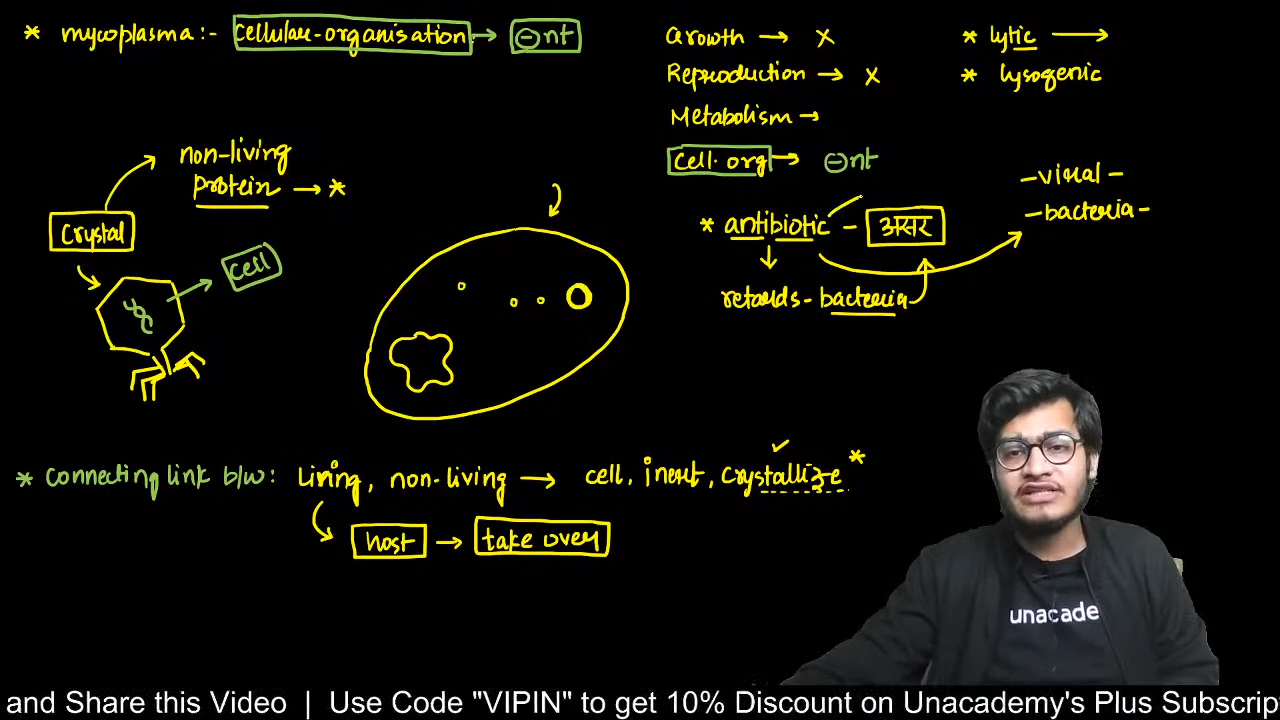 * mycoplasma:- Cellular-organisation → ⊖nt
Growth → X
Reproduction → X
Metabolism →
Cell. org → ⊖nt
* lytic →
* lysogenic
non-living
protein → *
Crystal
cell
* antibiotic - असर
retards - bacteria
- viral -
- bacteria -
* Connecting link b/w: Living, non-living → cell, inert, crystallize *
host → take over
unacade
and Share this Video | Use Code "VIPIN" to get 10% Discount on Unacademy's Plus Subscrip